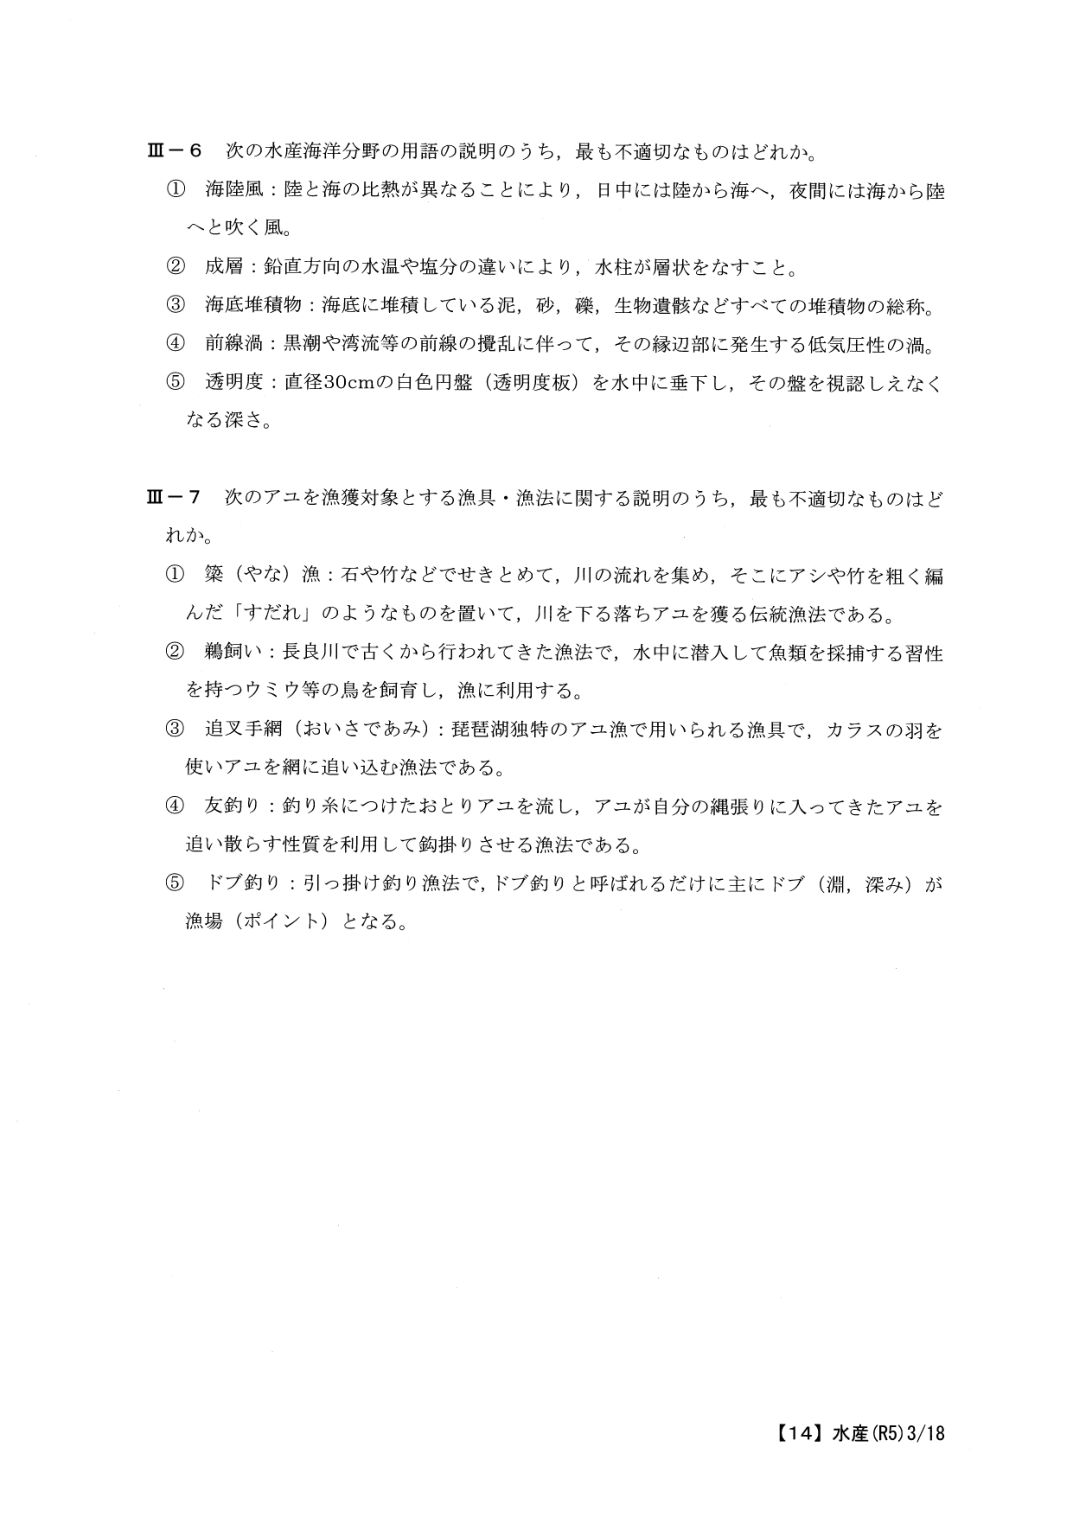 Ⅲ－6　次の水産海洋分野の用語の説明のうち，最も不適切なものはどれか。
①　海陸風：陸と海の比熱が異なることにより，日中には陸から海へ，夜間には海から陸
へと吹く風。
②　成層：鉛直方向の水温や塩分の違いにより，水柱が層状をなすこと。
③　海底堆積物：海底に堆積している泥，砂，礫，生物遺骸などすべての堆積物の総称。
④　前線渦：黒潮や湾流等の前線の攪乱に伴って，その縁辺部に発生する低気圧性の渦。
⑤　透明度：直径30cmの白色円盤（透明度板）を水中に垂下し，その盤を視認しえなく
なる深さ。
Ⅲ－7　次のアユを漁獲対象とする漁具・漁法に関する説明のうち，最も不適切なものはど
れか。
①　簗（やな）漁：石や竹などでせきとめて，川の流れを集め，そこにアシや竹を粗く編
んだ「すだれ」のようなものを置いて，川を下る落ちアユを獲る伝統漁法である。
②　鵜飼い：長良川で古くから行われてきた漁法で，水中に潜入して魚類を採捕する習性
を持つウミウ等の鳥を飼育し，漁に利用する。
③　追叉手網（おいさであみ）：琵琶湖独特のアユ漁で用いられる漁具で，カラスの羽を
使いアユを網に追い込む漁法である。
④　友釣り：釣り糸につけたおとりアユを流し，アユが自分の縄張りに入ってきたアユを
追い散らす性質を利用して鈎掛りさせる漁法である。
⑤　ドブ釣り：引っ掛け釣り漁法で，ドブ釣りと呼ばれるだけに主にドブ（淵，深み）が
漁場（ポイント）となる。
【14】水産(R5)3/18